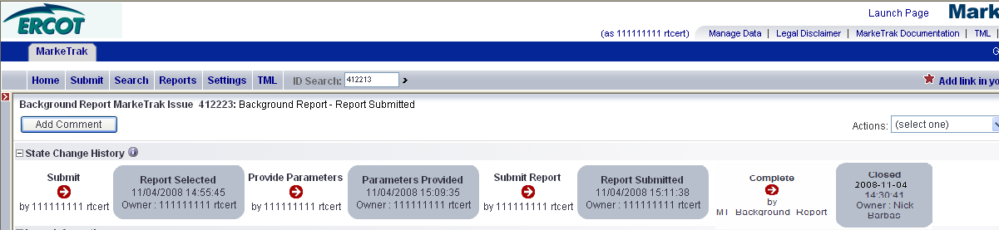 ERCOT
Launch Page Mark
(as 111111111 rtcert) Manage Data | Legal Disclaimer | MarkeTrak Documentation | TML |
MarkeTrak
G
Home Submit Search Reports Settings TML ID Search: 412213
Add link in yo
Background Report MarkeTrak Issue 412223: Background Report - Report Submitted
Add Comment
Actions: (select one)
State Change History
Submit
by 111111111 rtcert
Report Selected
11/04/2008 14:55:45
Owner : 111111111 rtcert
Provide Parameters
by 111111111 rtcert
Parameters Provided
11/04/2008 15:09:35
Owner : 111111111 rtcert
Submit Report
by 111111111 rtcert
Report Submitted
11/04/2008 15:11:38
Owner : 111111111 rtcert
Complete
by
MT_Background_Report
Closed
2008-11-04
14:30:41
Owner : Nick
Barbas